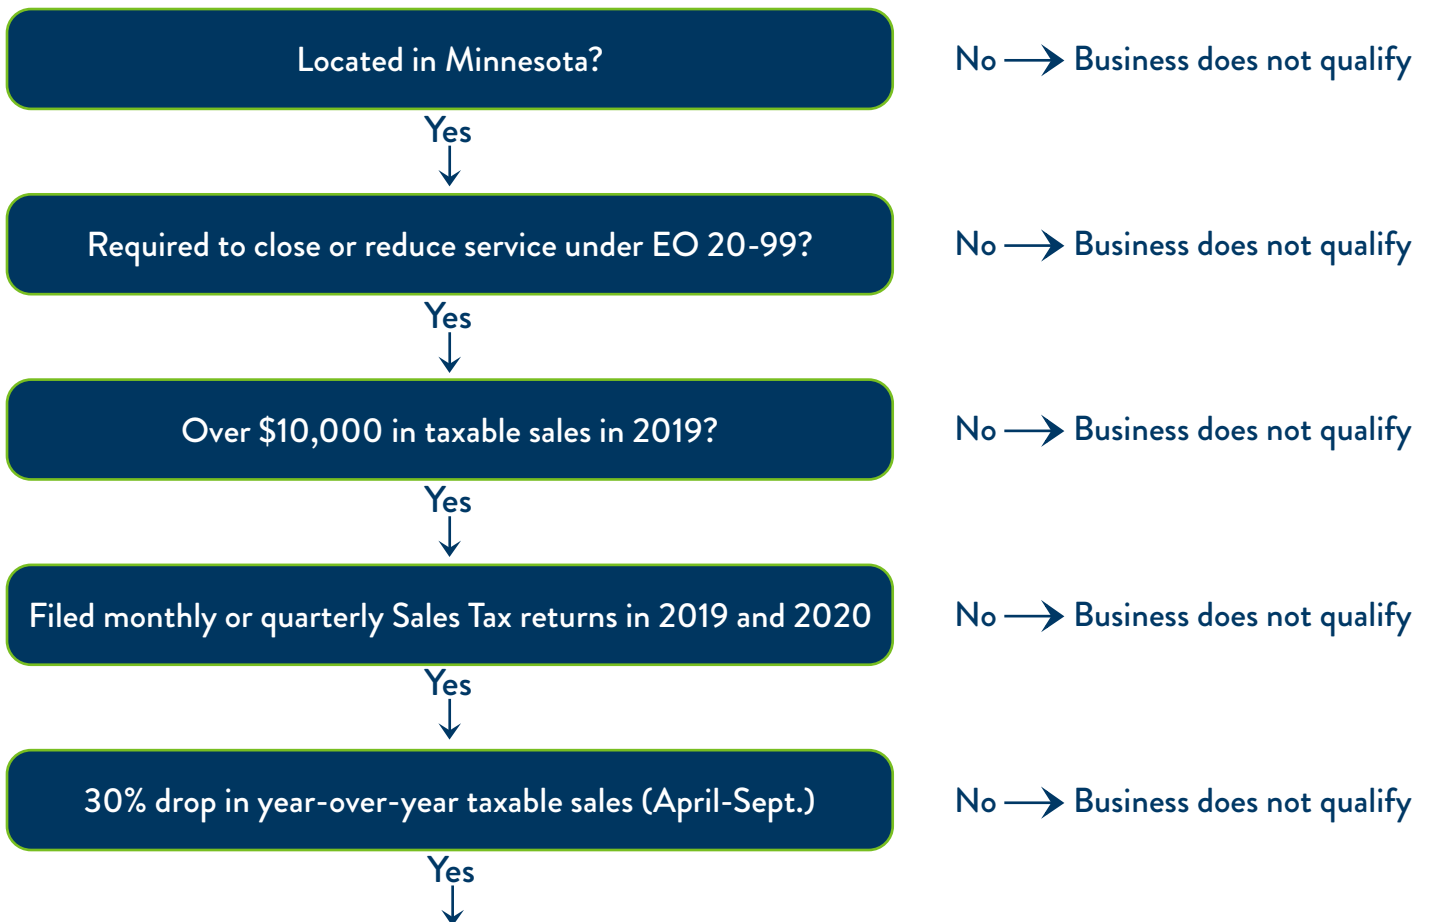 Located in Minnesota?
No
Business does not qualify
Yes
Required to close or reduce service under EO 20-99?
No
Business does not qualify
Yes
Over $10,000 in taxable sales in 2019?
No
Business does not qualify
Yes
Filed monthly or quarterly Sales Tax returns in 2019 and 2020
No
Business does not qualify
Yes
30% drop in year-over-year taxable sales (April-Sept.)
No
Business does not qualify
Yes